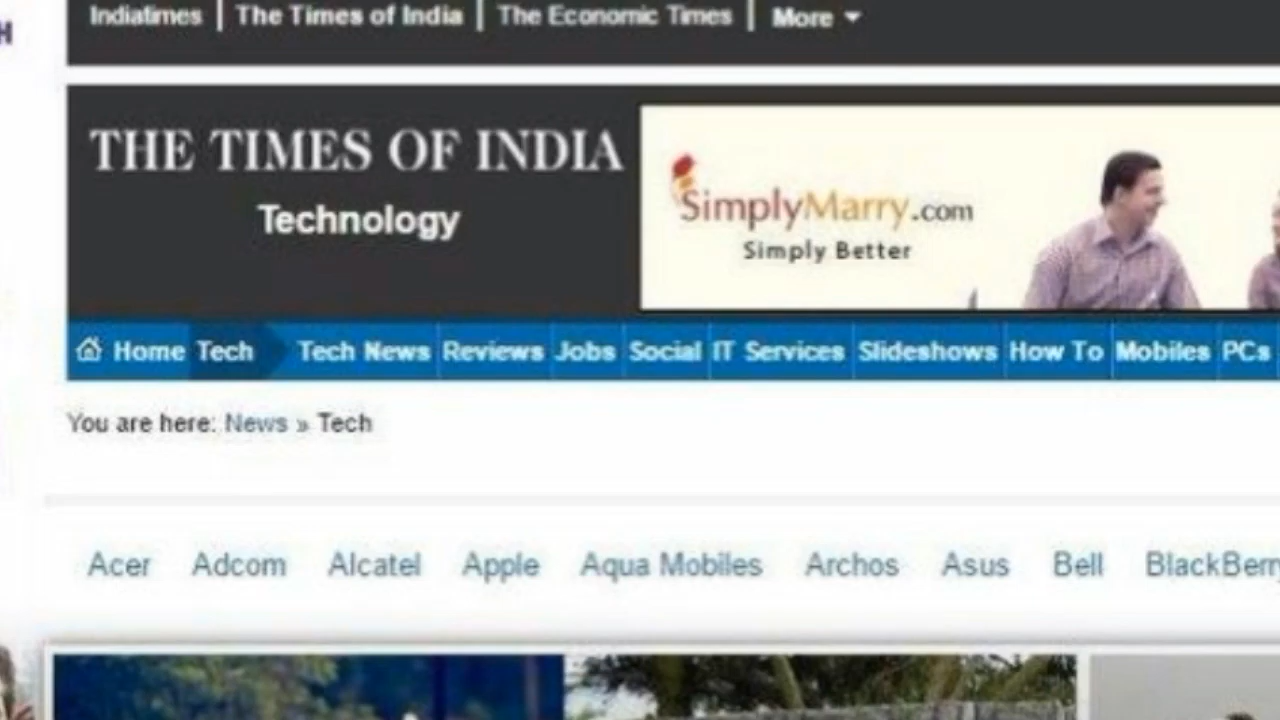 Indiatimes The Times of India The Economic Times More
THE TIMES OF INDIA
Technology
SimplyMarry.com
Simply Better
Home Tech Tech News Reviews Jobs Social IT Services Slideshows How To Mobiles PCs
You are here: News » Tech
Acer Adcom Alcatel Apple Aqua Mobiles Archos Asus Bell BlackBerry